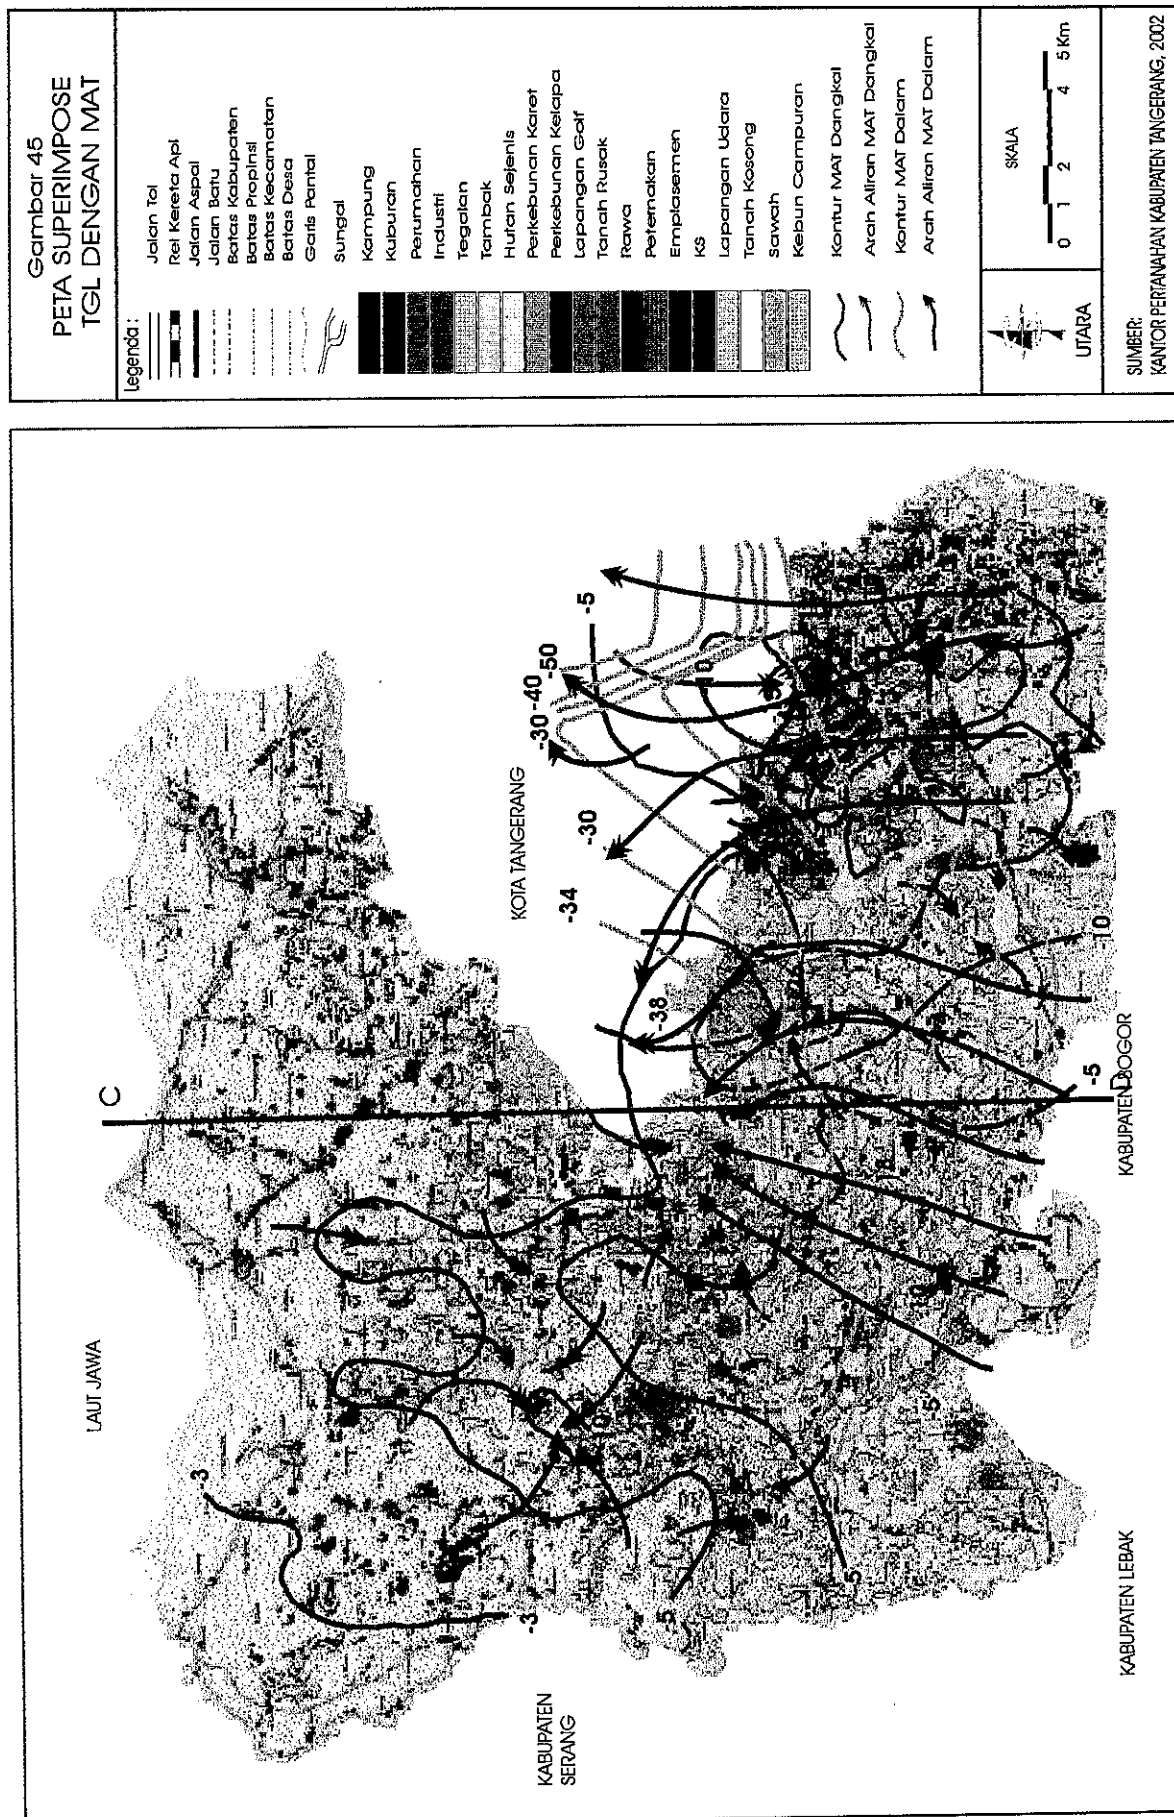 Gambar 45
PETA SUPERIMPOSE
TGL DENGAN MAT
Legenda :
Jalan Tol
Rel Kereta Api
Jalan Aspal
Jalan Batu
Batas Kabupaten
Batas Propinsi
Batas Kecamatan
Batas Desa
Garis Pantai
Sungai
Kampung
Kuburan
Perumahan
Industri
Tegalan
Tambak
Hutan Sejenis
Perkebunan Karet
Perkebunan Kelapa
Lapangan Golf
Tanah Rusak
Rawa
Peternakan
Emplasemen
KS
Lapangan Udara
Tanah Kosong
Sawah
Kebun Campuran
Kontur MAT Dangkal
Arah Aliran MAT Dangkal
Kontur MAT Dalam
Arah Aliran MAT Dalam
UTARA
SKALA
0 1 2 4 5 Km
SUMBER:
KANTOR PERTANAHAN KABUPATEN TANGERANG, 2002
LAUT JAWA
C
-3
-3
KABUPATEN
SERANG
KOTA TANGERANG
-34
-30
-30
-40
-50
-5
-38
-5
-5
-5
-10
-5
KABUPATEN BOGOR
KABUPATEN LEBAK